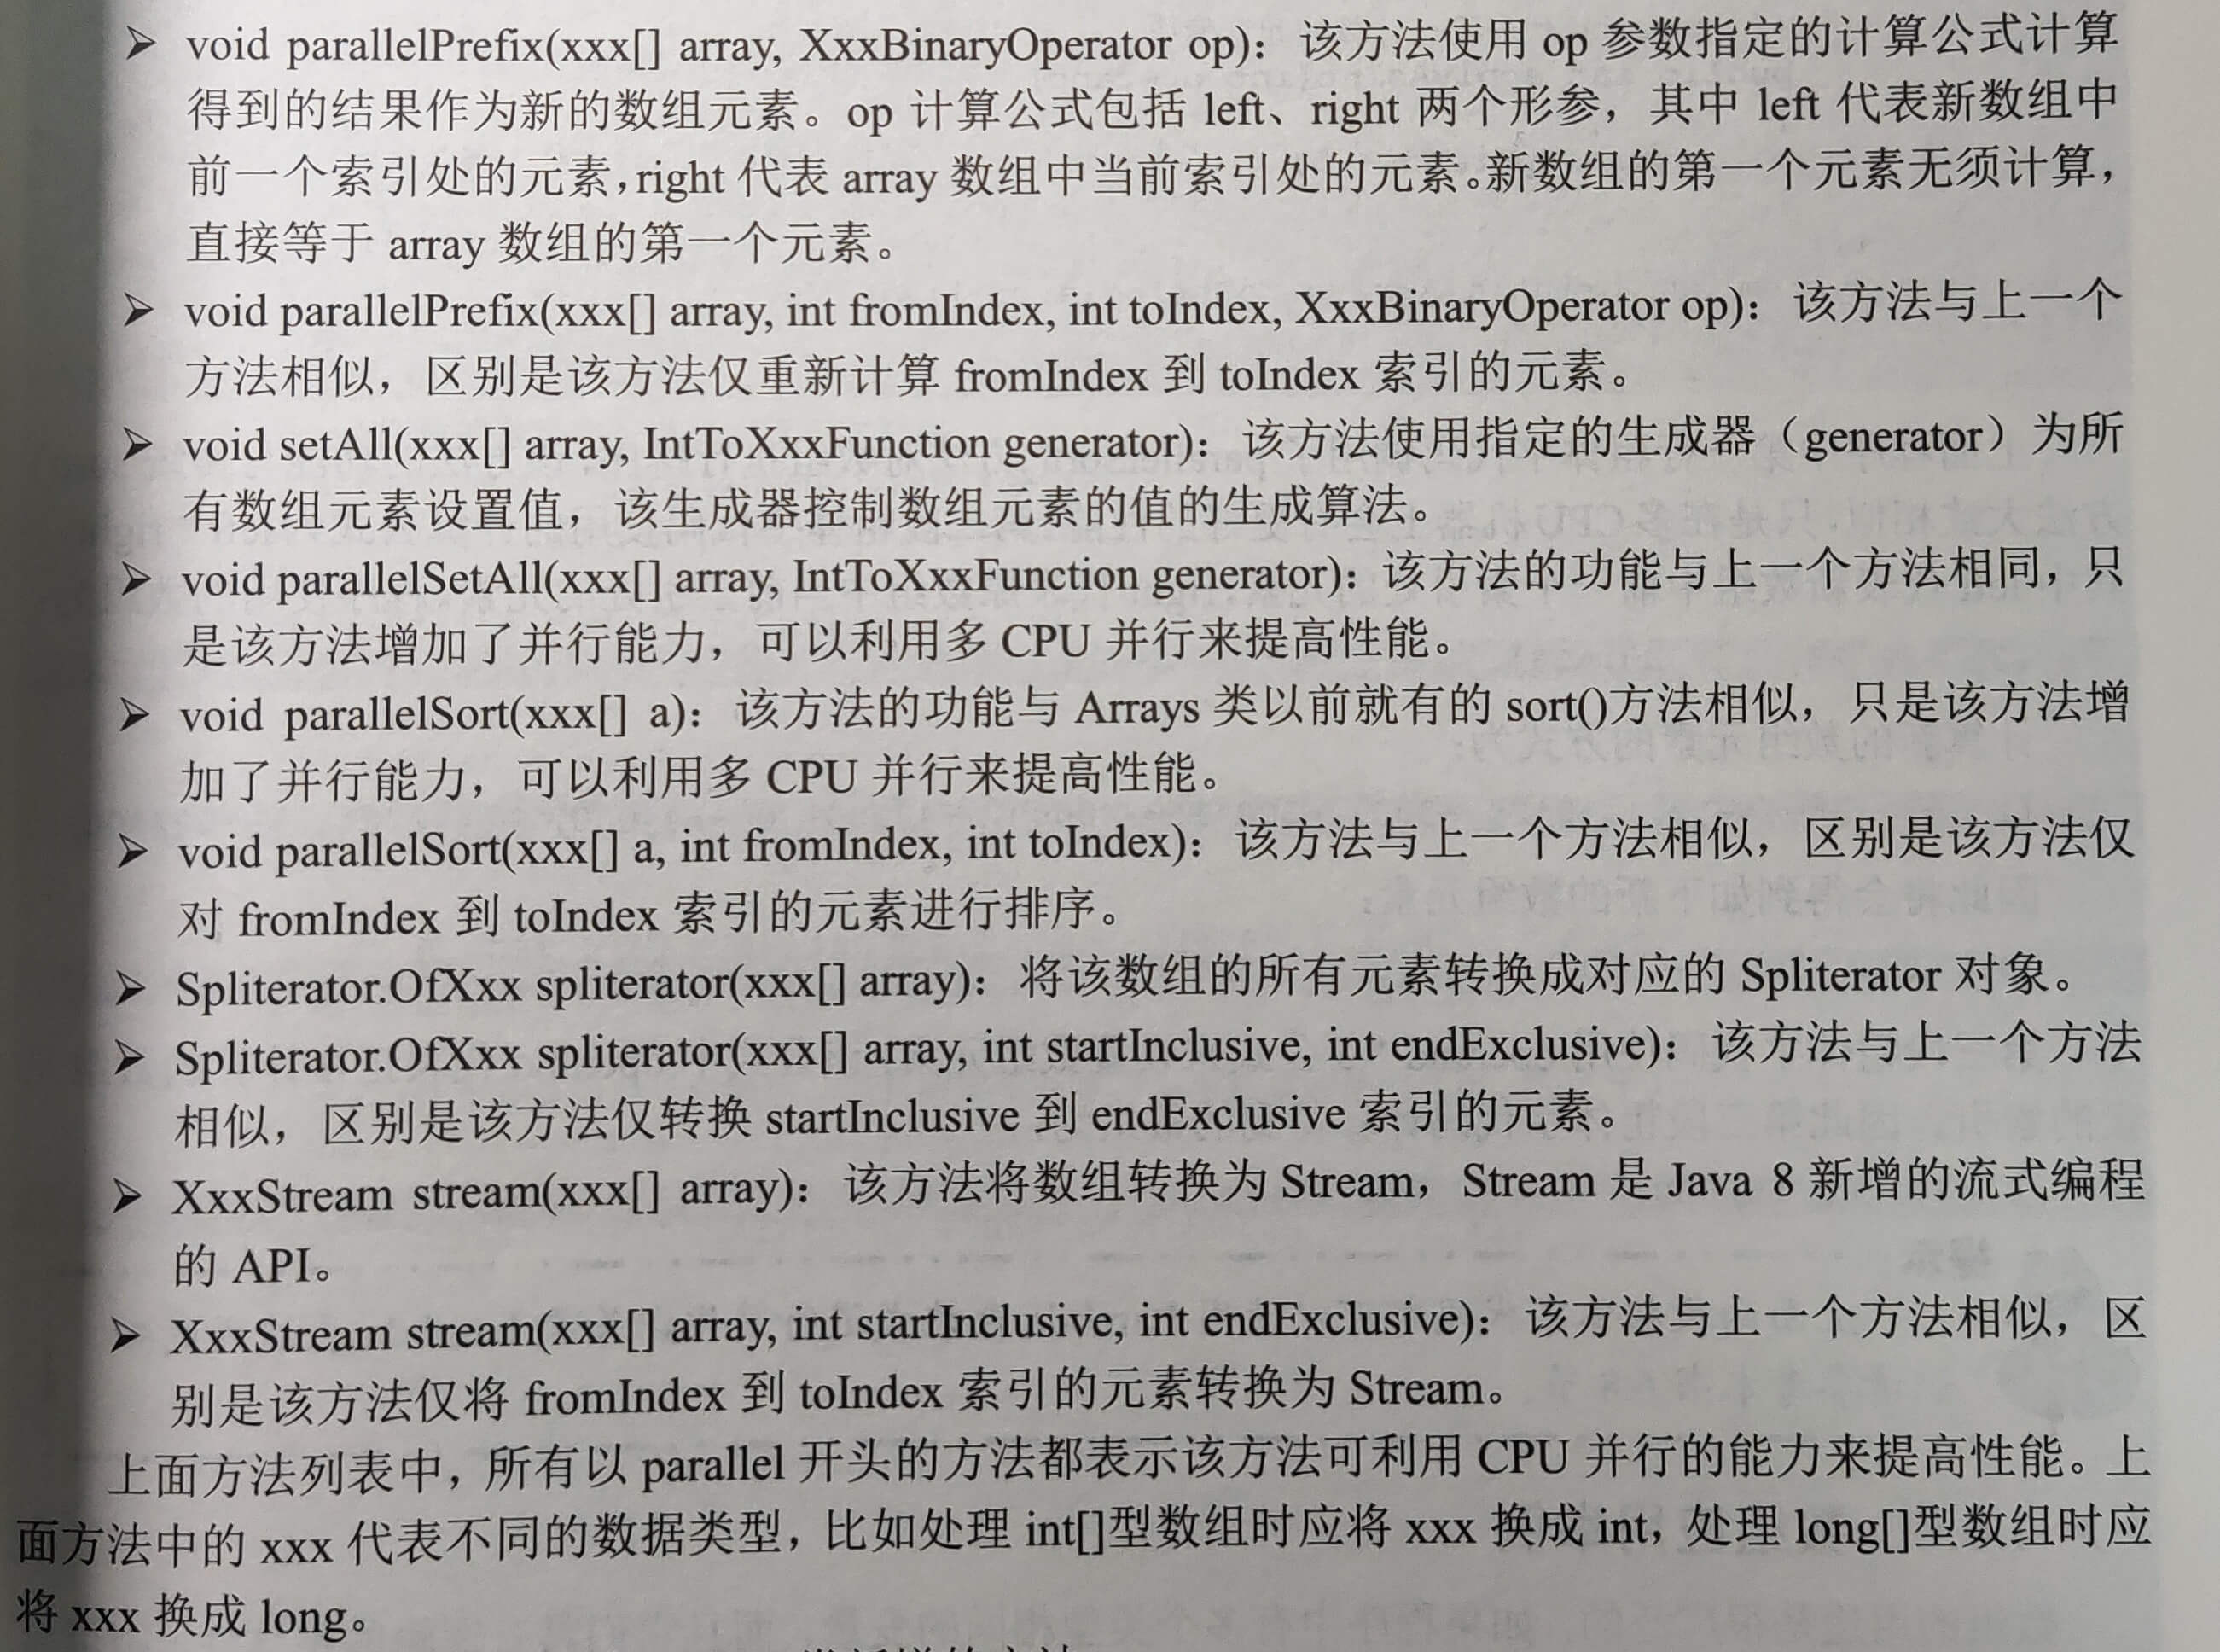 ➢ void parallelPrefix(xxx[] array, XxxBinaryOperator op)：该方法使用 op 参数指定的计算公式计算
得到的结果作为新的数组元素。op 计算公式包括 left、right 两个形参，其中 left 代表新数组中
前一个索引处的元素，right 代表 array 数组中当前索引处的元素。新数组的第一个元素无须计算，
直接等于 array 数组的第一个元素。
➢ void parallelPrefix(xxx[] array, int fromIndex, int toIndex, XxxBinaryOperator op)：该方法与上一个
方法相似，区别是该方法仅重新计算 fromIndex 到 toIndex 索引的元素。
➢ void setAll(xxx[] array, IntToXxxFunction generator)：该方法使用指定的生成器（generator）为所
有数组元素设置值，该生成器控制数组元素的值的生成算法。
➢ void parallelSetAll(xxx[] array, IntToXxxFunction generator)：该方法的功能与上一个方法相同，只
是该方法增加了并行能力，可以利用多 CPU 并行来提高性能。
➢ void parallelSort(xxx[] a)：该方法的功能与 Arrays 类以前就有的 sort()方法相似，只是该方法增
加了并行能力，可以利用多 CPU 并行来提高性能。
➢ void parallelSort(xxx[] a, int fromIndex, int toIndex)：该方法与上一个方法相似，区别是该方法仅
对 fromIndex 到 toIndex 索引的元素进行排序。
➢ Spliterator.OfXxx spliterator(xxx[] array)：将该数组的所有元素转换成对应的 Spliterator 对象。
➢ Spliterator.OfXxx spliterator(xxx[] array, int startInclusive, int endExclusive)：该方法与上一个方法
相似，区别是该方法仅转换 startInclusive 到 endExclusive 索引的元素。
➢ XxxStream stream(xxx[] array)：该方法将数组转换为 Stream，Stream 是 Java 8 新增的流式编程
的 API。
➢ XxxStream stream(xxx[] array, int startInclusive, int endExclusive)：该方法与上一个方法相似，区
别是该方法仅将 fromIndex 到 toIndex 索引的元素转换为 Stream。
上面方法列表中，所有以 parallel 开头的方法都表示该方法可利用 CPU 并行的能力来提高性能。上
面方法中的 xxx 代表不同的数据类型，比如处理 int[]型数组时应将 xxx 换成 int，处理 long[]型数组时应
将 xxx 换成 long。